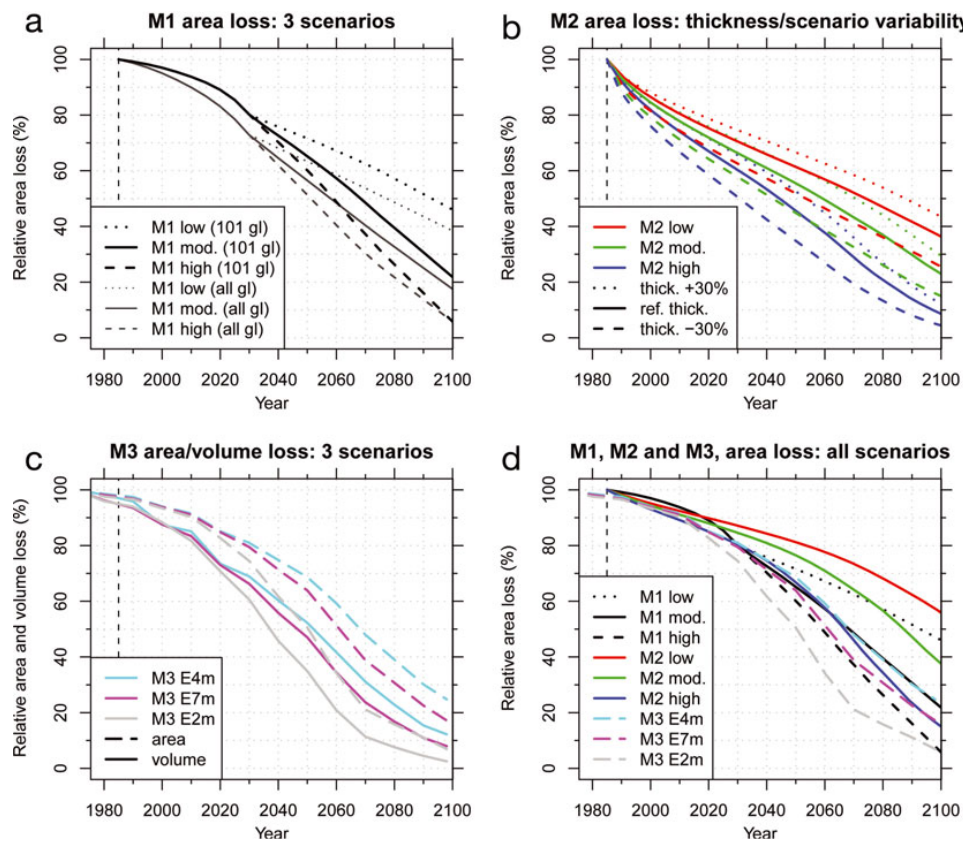 a
M1 area loss: 3 scenarios
Relative area loss (%)
100
80
60
40
20
0
M1 low (101 gl)
M1 mod. (101 gl)
M1 high (101 gl)
M1 low (all gl)
M1 mod. (all gl)
M1 high (all gl)
1980 2000 2020 2040 2060 2080 2100
Year
b
M2 area loss: thickness/scenario variability
Relative area loss (%)
100
80
60
40
20
0
M2 low
M2 mod.
M2 high
thick. +30%
ref. thick.
thick. −30%
1980 2000 2020 2040 2060 2080 2100
Year
c
M3 area/volume loss: 3 scenarios
Relative area and volume loss (%)
100
80
60
40
20
0
M3 E4m
M3 E7m
M3 E2m
area
volume
1980 2000 2020 2040 2060 2080 2100
Year
d
M1, M2 and M3, area loss: all scenarios
Relative area loss (%)
100
80
60
40
20
0
M1 low
M1 mod.
M1 high
M2 low
M2 mod.
M2 high
M3 E4m
M3 E7m
M3 E2m
1980 2000 2020 2040 2060 2080 2100
Year